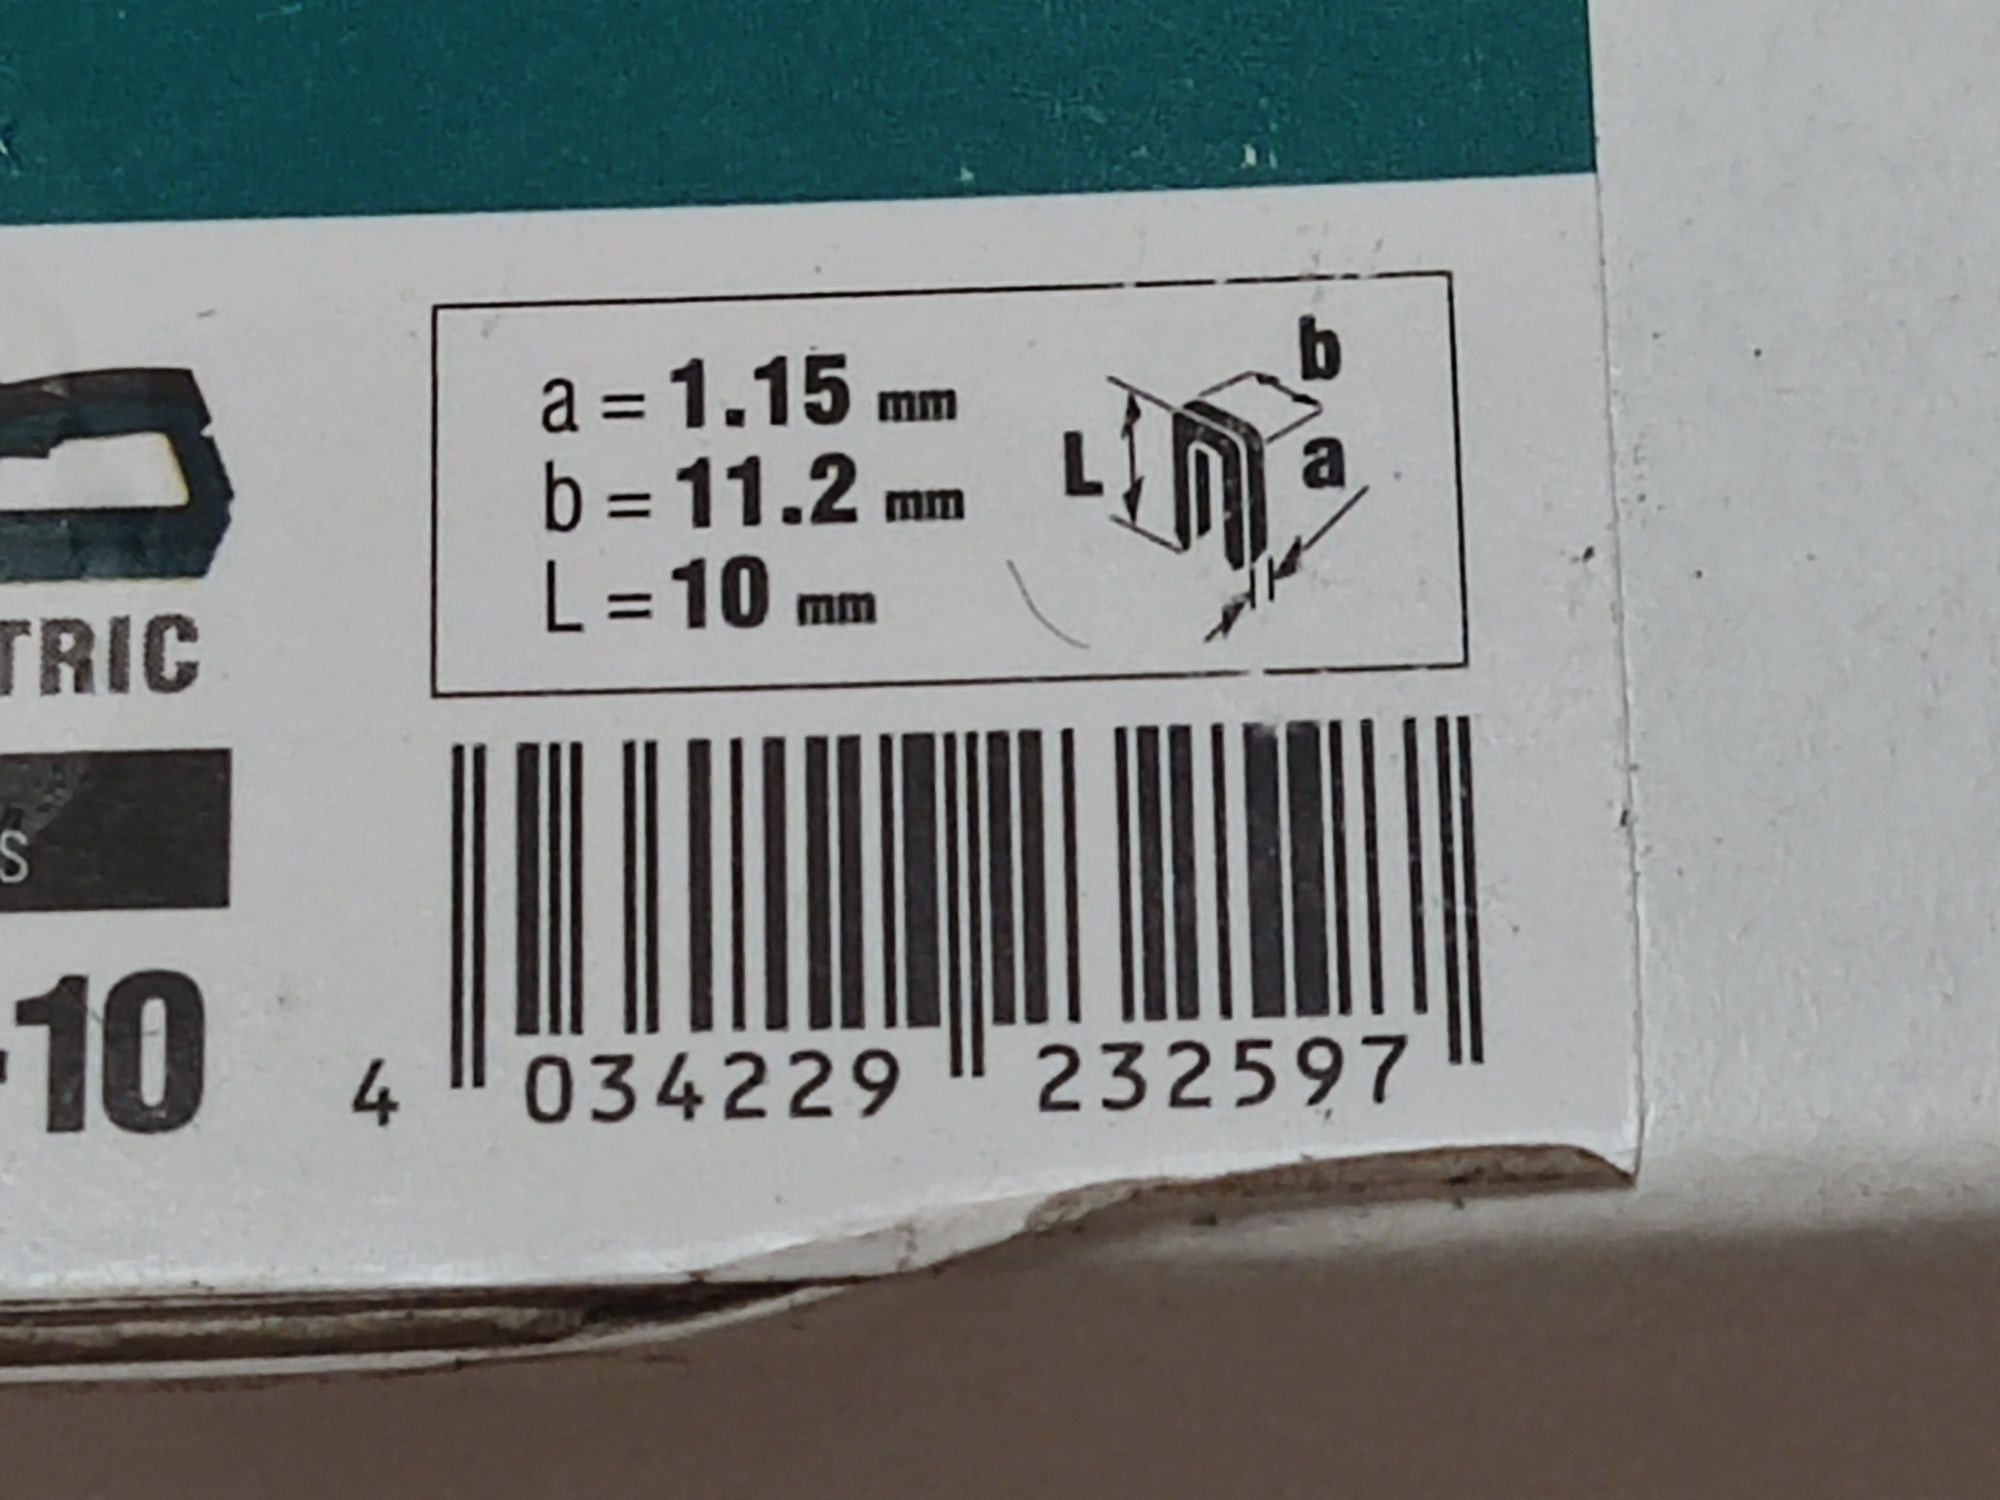 a = 1.15 mm
b = 11.2 mm
L = 10 mm
b
L
a
TRIC
S
-10
4 034229 232597